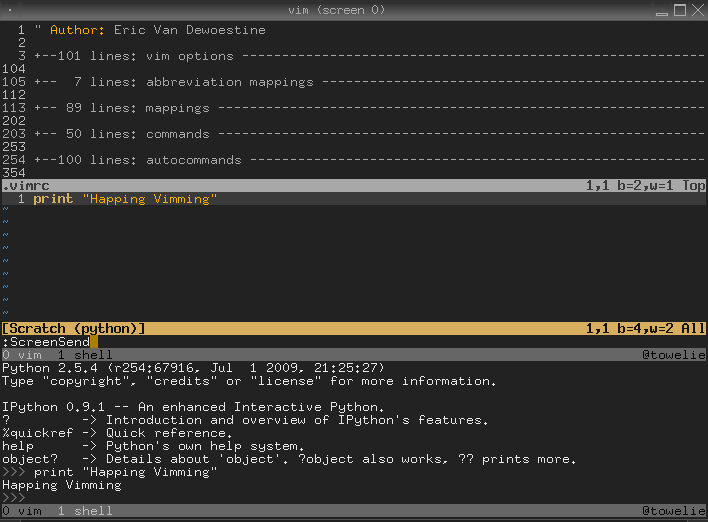 vim (screen 0)
1 " Author: Eric Van Dewoestine
2
3 +--101 lines: vim options ---------------------------------------------------------
104
105 +--  7 lines: abbreviation mappings -----------------------------------------------
112
113 +-- 89 lines: mappings ------------------------------------------------------------
202
203 +-- 50 lines: commands ------------------------------------------------------------
253
254 +--100 lines: autocommands --------------------------------------------------------
354
.vimrc 1,1 b=2,w=1 Top
1 print "Happing Vimming"
~
~
~
~
~
~
~
~
~
[Scratch (python)] 1,1 b=4,w=2 All
:ScreenSend
0 vim  1 shell @towelie
Python 2.5.4 (r254:67916, Jul  1 2009, 21:25:27)
Type "copyright", "credits" or "license" for more information.

IPython 0.9.1 -- An enhanced Interactive Python.
?         -> Introduction and overview of IPython's features.
%quickref -> Quick reference.
help      -> Python's own help system.
object?   -> Details about 'object'. ?object also works, ?? prints more.
>>> print "Happing Vimming"
Happing Vimming
>>>
0 vim  1 shell @towelie